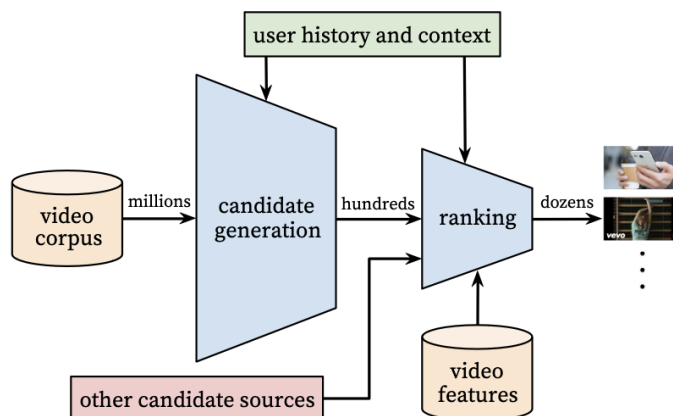 user history and context
millions
video
corpus
candidate
generation
hundreds
ranking
dozens
vevo
other candidate sources
video
features